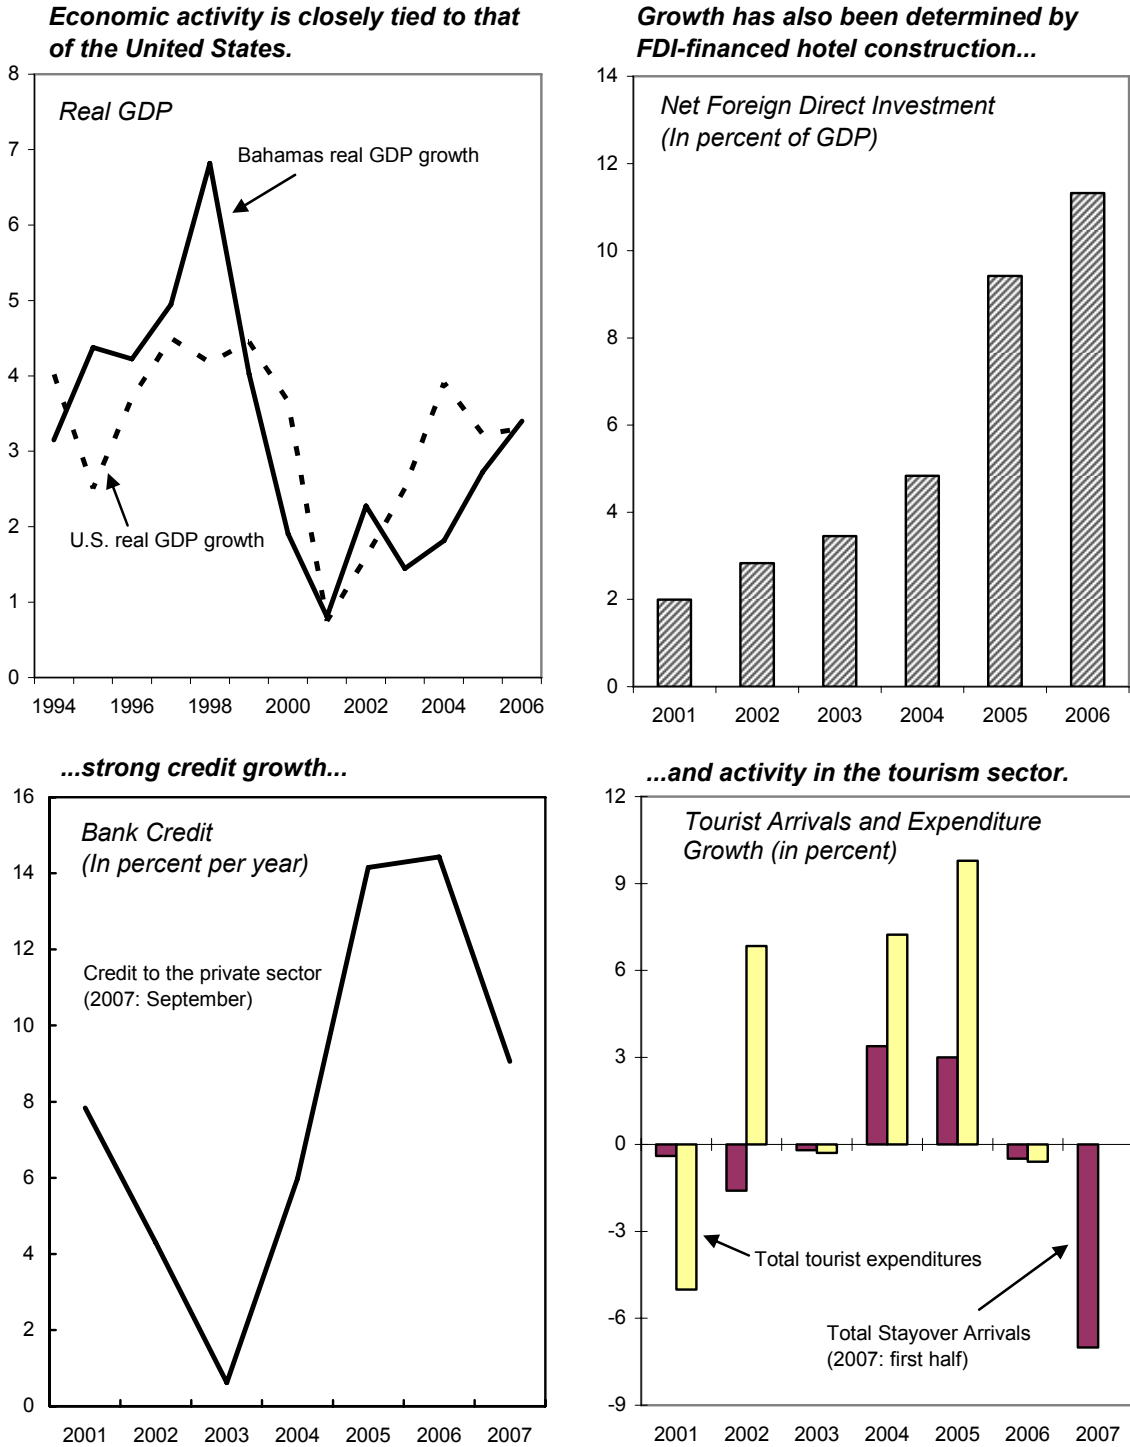 Economic activity is closely tied to that
of the United States.
8
7
6
5
4
3
2
1
0
Real GDP
Bahamas real GDP growth
U.S. real GDP growth
1994 1996 1998 2000 2002 2004 2006
Growth has also been determined by
FDI-financed hotel construction...
14
12
10
8
6
4
2
0
Net Foreign Direct Investment
(In percent of GDP)
2001 2002 2003 2004 2005 2006
...strong credit growth...
16
14
12
10
8
6
4
2
0
Bank Credit
(In percent per year)
Credit to the private sector
(2007: September)
2001 2002 2003 2004 2005 2006 2007
...and activity in the tourism sector.
12
9
6
3
0
-3
-6
-9
Tourist Arrivals and Expenditure
Growth (in percent)
Total tourist expenditures
Total Stayover Arrivals
(2007: first half)
2001 2002 2003 2004 2005 2006 2007